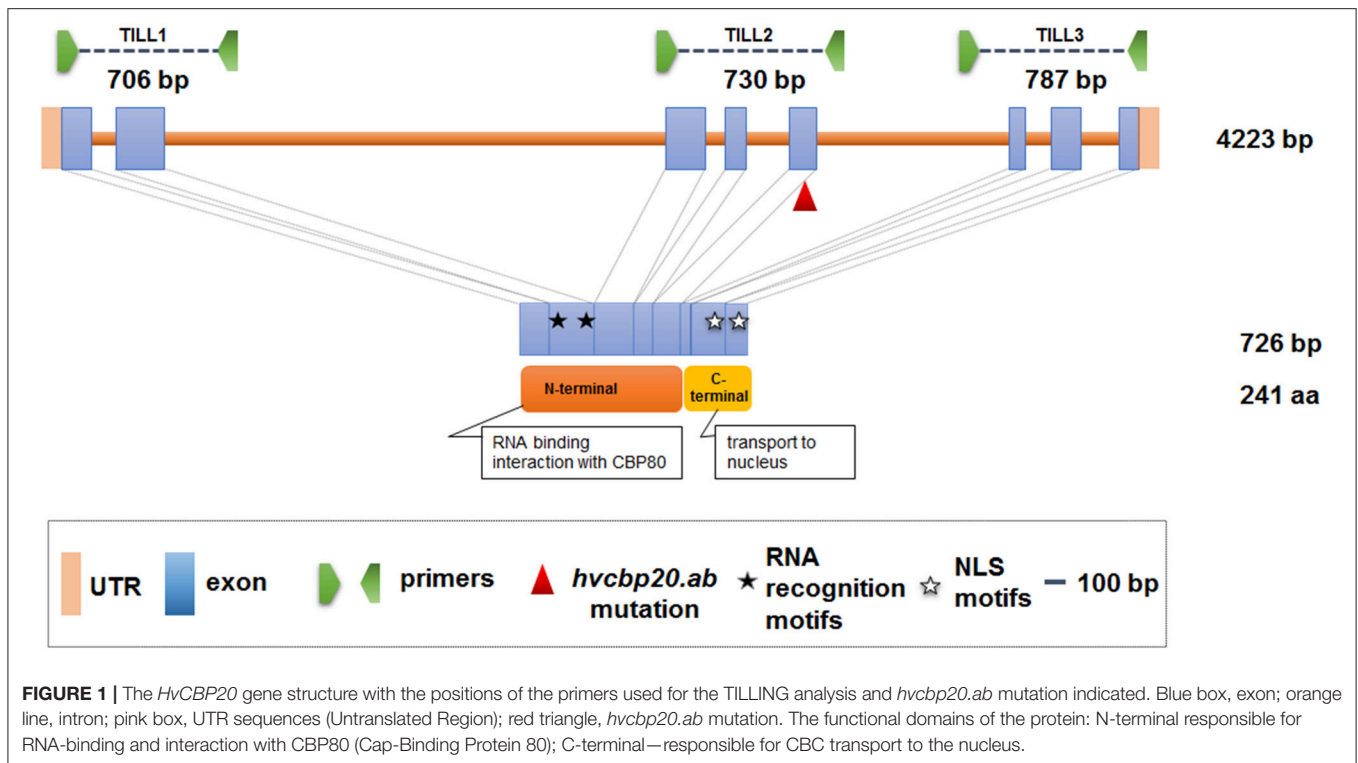 TILL1
TILL2
TILL3
706 bp
730 bp
787 bp
4223 bp
726 bp
N-terminal
C-
terminal
241 aa
RNA binding
interaction with CBP80
transport to
nucleus
UTR
exon
primers
hvcbp20.ab
mutation
RNA
recognition
motifs
NLS
motifs
100 bp
FIGURE 1 | The HvCBP20 gene structure with the positions of the primers used for the TILLING analysis and hvcbp20.ab mutation indicated. Blue box, exon; orange
line, intron; pink box, UTR sequences (Untranslated Region); red triangle, hvcbp20.ab mutation. The functional domains of the protein: N-terminal responsible for
RNA-binding and interaction with CBP80 (Cap-Binding Protein 80); C-terminal—responsible for CBC transport to the nucleus.